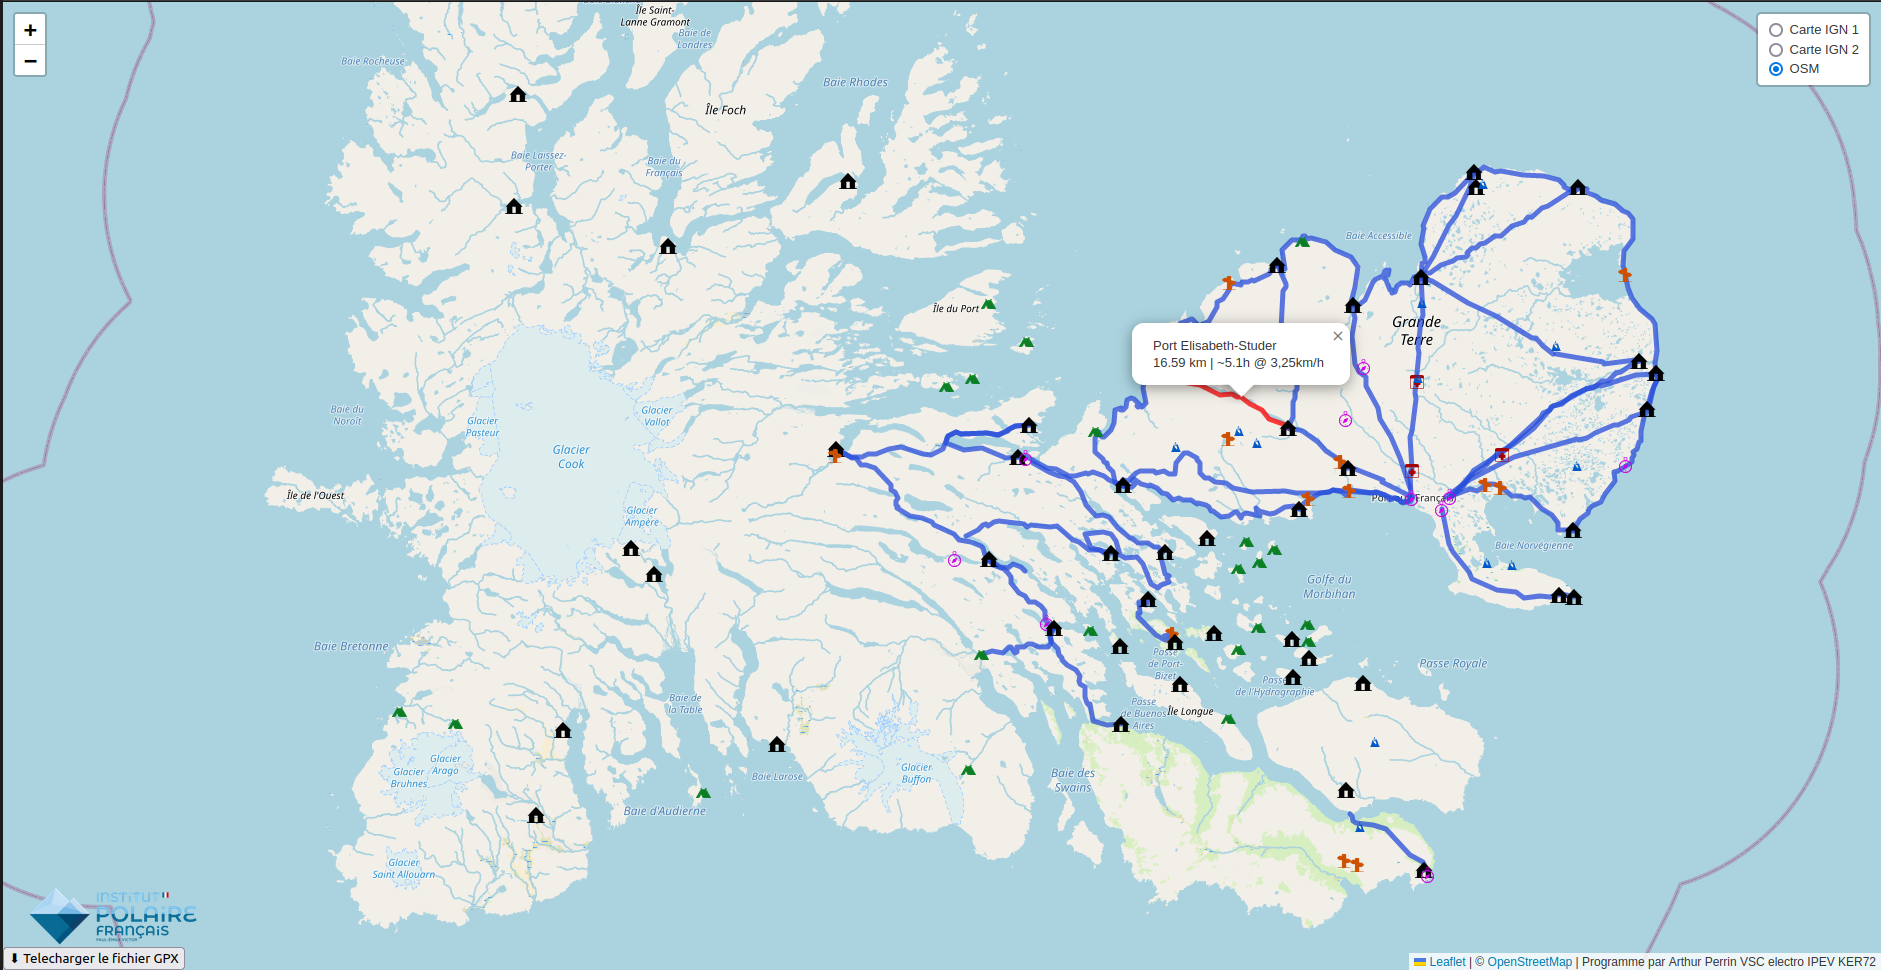 +
−
Carte IGN 1
Carte IGN 2
OSM
Île Saint-
Lanne Gramont
Baie de
Londres
Baie Rocheuse
Baie Rhodes
Île Foch
Baie Laissez-
Porter
Baie du
Français
Baie Accessible
Île du Port
Grande
Terre
Port Elisabeth-Studer
16.59 km | ~5.1h @ 3,25km/h
×
Baie du
Noroît
Glacier
Pasteur
Glacier
Vallot
Glacier
Cook
Île de l'Ouest
Glacier
Ampère
Baie Norvégienne
Golfe du
Morbihan
Baie Bretonne
Passe
de Port-
Bizet
Passe Royale
Passe
de l'Hydrographie
Baie de
la Table
Passe
de Buenos
Aires
Île Longue
Glacier
Arago
Glacier
Bruhnes
Baie Larose
Glacier
Buffon
Baie des
Swains
Baie d'Audierne
Glacier
Saint Allouarn
INSTITUT
POLAIRE
FRANÇAIS
PAUL-ÉMILE VICTOR
⬇ Telecharger le fichier GPX
Leaflet | © OpenStreetMap | Programme par Arthur Perrin VSC electro IPEV KER72